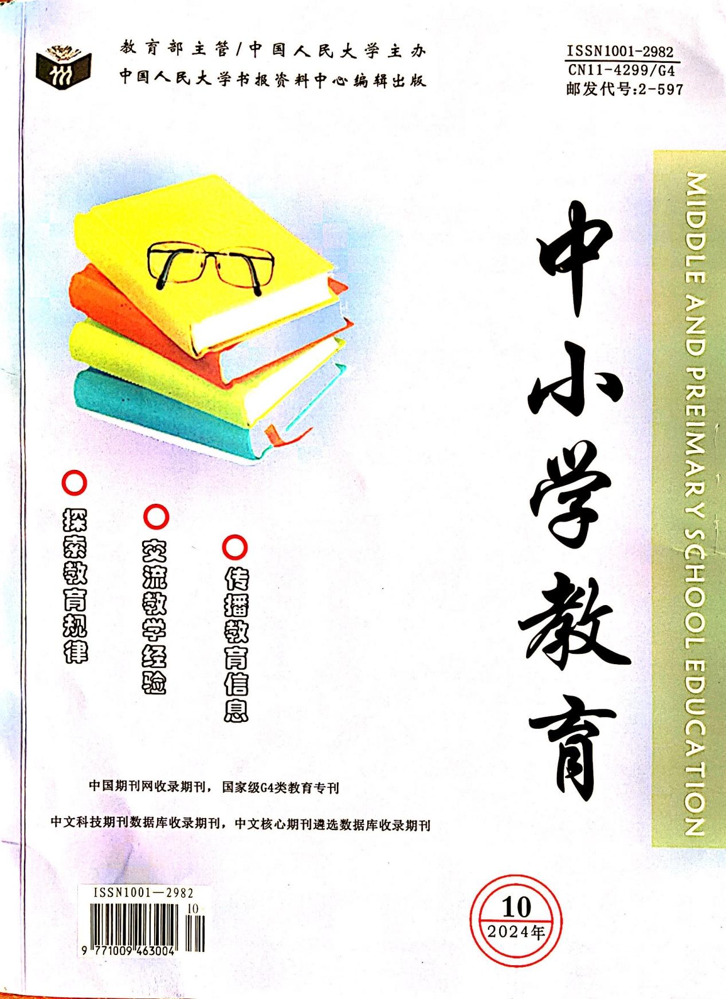 教育部主管/中国人民大学主办
中国人民大学书报资料中心编辑出版
ISSN1001-2982
CN11-4299/G4
邮发代号:2-597
中小学教育
MIDDLE AND PREIMARY SCHOOL EDUCATION
探索教育规律
交流教学经验
传播教育信息
中国期刊网收录期刊，国家级G4类教育专刊
中文科技期刊数据库收录期刊，中文核心期刊遴选数据库收录期刊
ISSN1001—2982
10
9 771009 463004
10
2024年